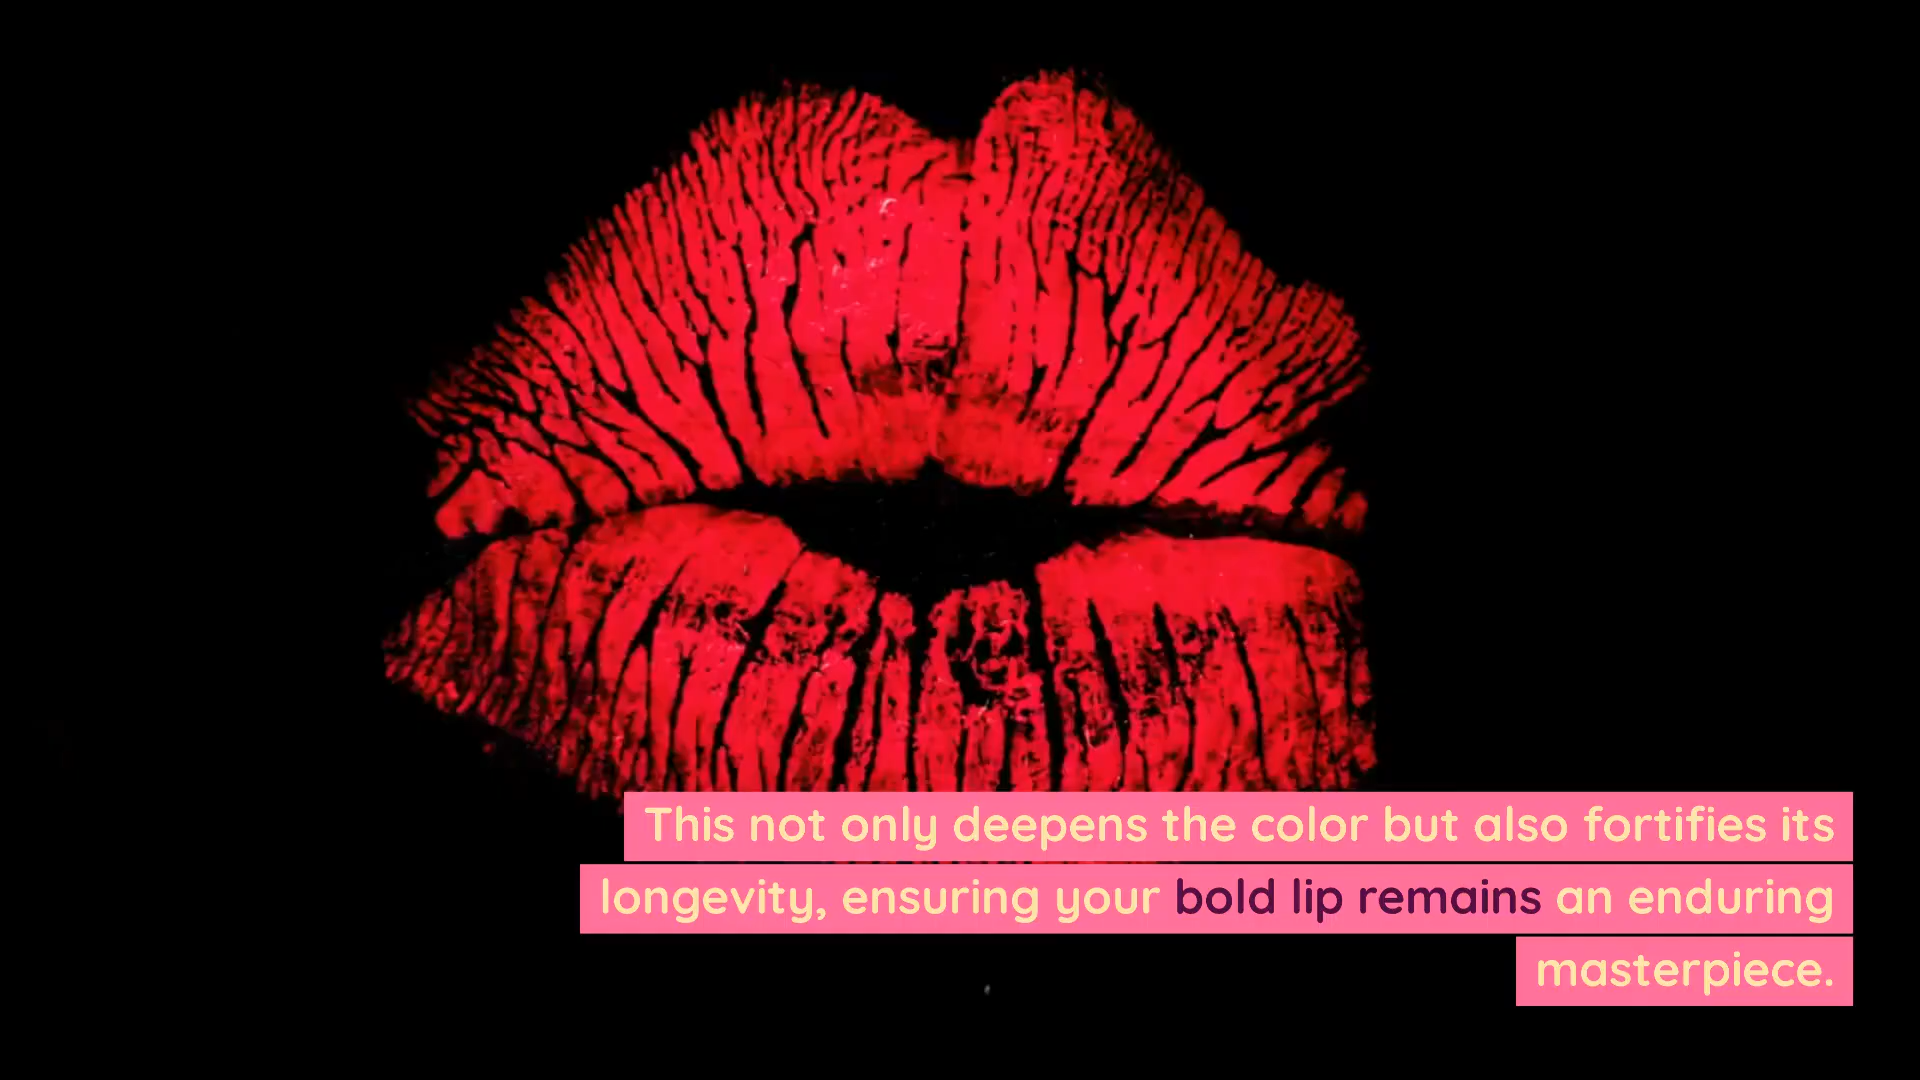 This not only deepens the color but also fortifies its
longevity, ensuring your bold lip remains an enduring
masterpiece.